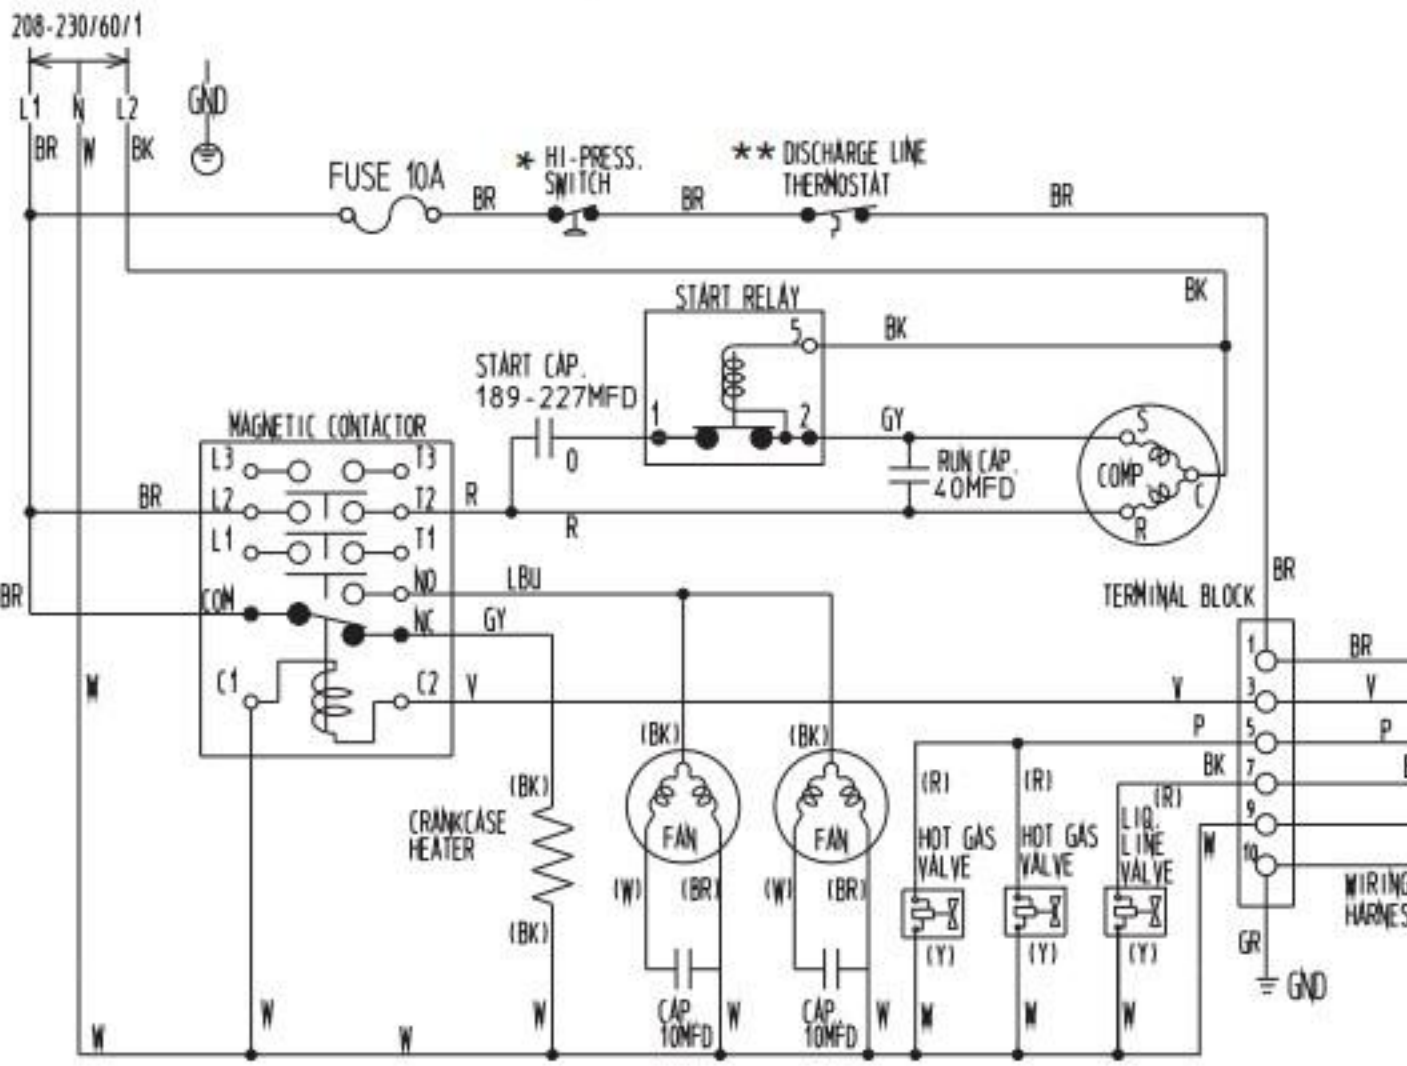 208-230/60/1
L1 N L2 GND
BR W BK
FUSE 10A
* HI-PRESS.
SWITCH
** DISCHARGE LINE
THERMOSTAT
BR BR BR
BK
START RELAY
5 BK
START CAP.
189-227MFD
1 2 GY
O
RUN CAP.
40MFD
S
COMP
C
R
MAGNETIC CONTACTOR
L3 T3
BR L2 T2 R
R
L1 T1
NO LBU
BR COM NC GY
C1 C2 V V
W
TERMINAL BLOCK
BR
1 BR
3 V
P 5 P
BK 7
9
W 10
WIRING
HARNES
GR
GND
(BK) (BK) (BK)
CRANKCASE
HEATER
FAN FAN
(W) (BR) (W) (BR)
(BK)
(R) (R) (R)
HOT GAS
VALVE
HOT GAS
VALVE
LIQ.
LINE
VALVE
(Y) (Y) (Y)
CAP.
10MFD
CAP.
10MFD
W W W W W W W W W